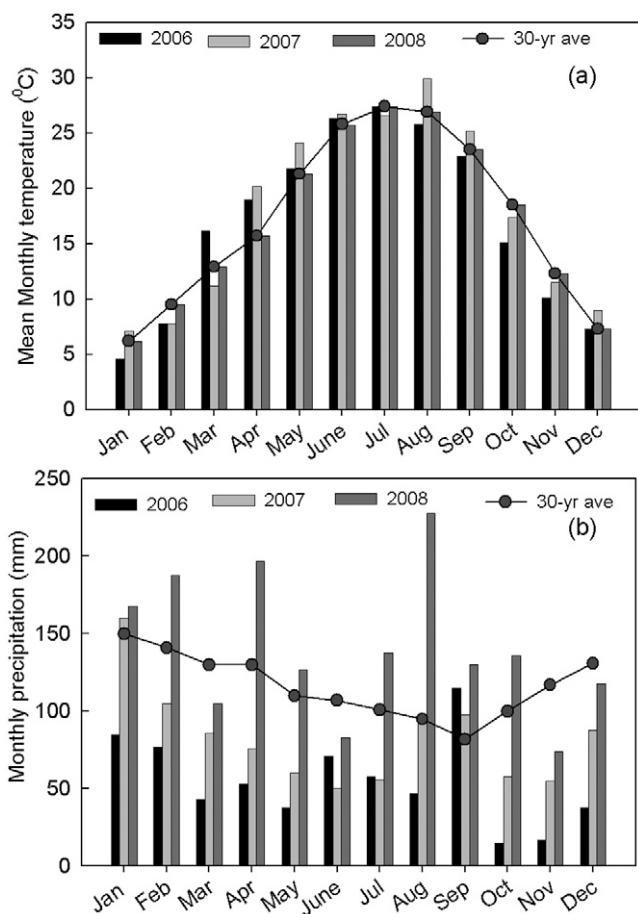 2006 2007 2008 30-yr ave
(a)
Mean Monthly temperature (⁰C)
35
30
25
20
15
10
5
0
Jan Feb Mar Apr May June Jul Aug Sep Oct Nov Dec
2006 2007 2008 30-yr ave
(b)
Monthly precipitation (mm)
250
200
150
100
50
0
Jan Feb Mar Apr May June Jul Aug Sep Oct Nov Dec